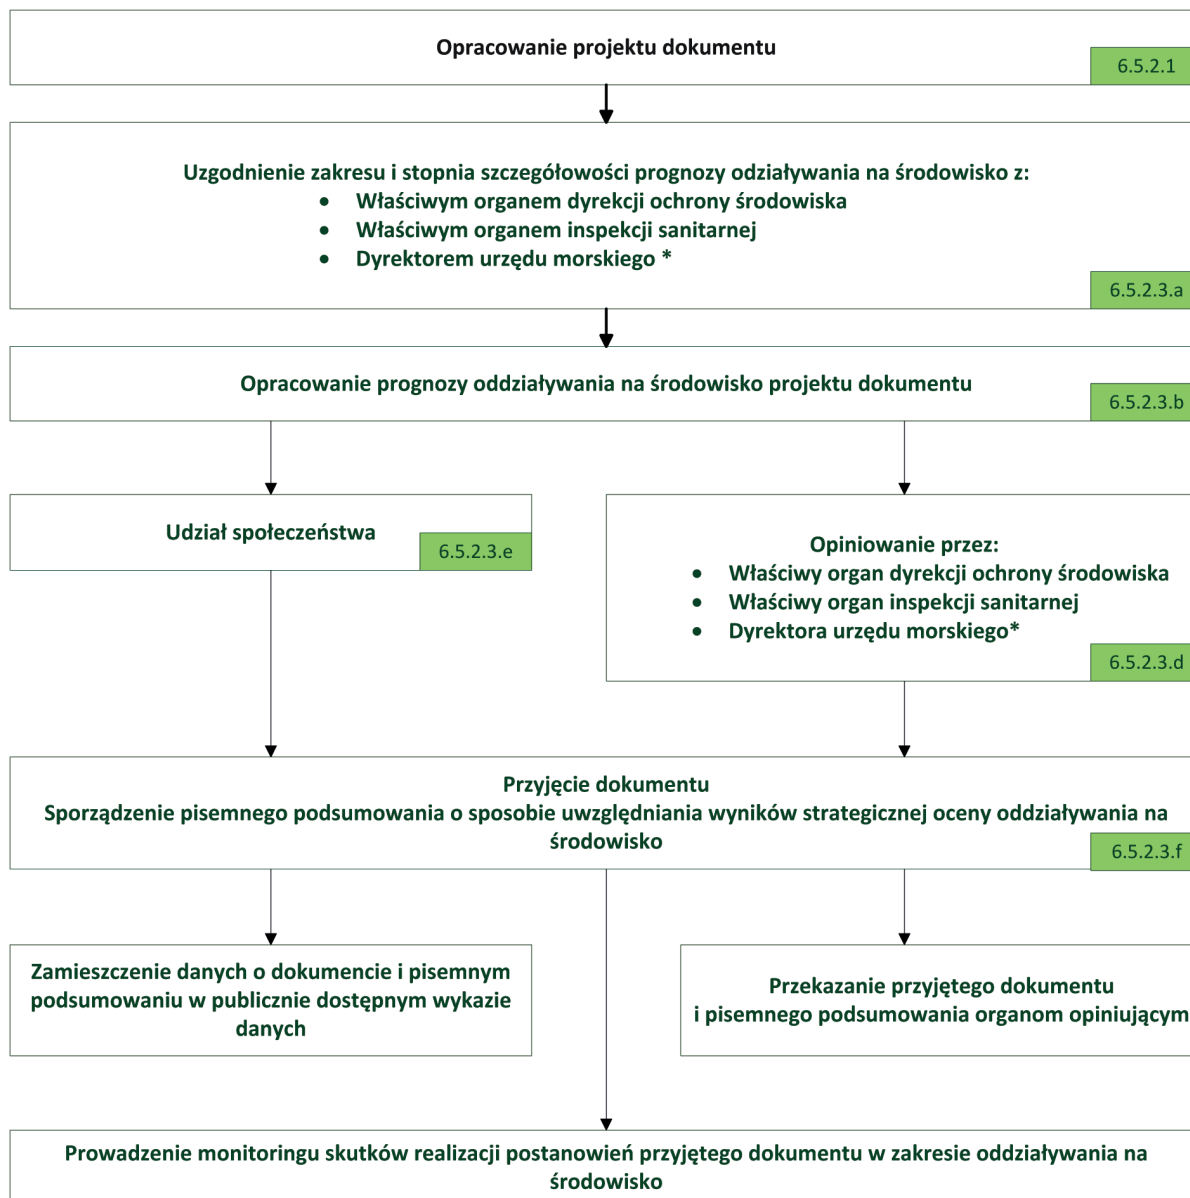 Opracowanie projektu dokumentu
6.5.2.1
Uzgodnienie zakresu i stopnia szczegółowości prognozy odziaływania na środowisko z:
• Właściwym organem dyrekcji ochrony środowiska
• Właściwym organem inspekcji sanitarnej
• Dyrektorem urzędu morskiego *
6.5.2.3.a
Opracowanie prognozy oddziaływania na środowisko projektu dokumentu
6.5.2.3.b
Udział społeczeństwa
6.5.2.3.e
Opiniowanie przez:
• Właściwy organ dyrekcji ochrony środowiska
• Właściwy organ inspekcji sanitarnej
• Dyrektora urzędu morskiego*
6.5.2.3.d
Przyjęcie dokumentu
Sporządzenie pisemnego podsumowania o sposobie uwzględniania wyników strategicznej oceny oddziaływania na
środowisko
6.5.2.3.f
Zamieszczenie danych o dokumencie i pisemnym
podsumowaniu w publicznie dostępnym wykazie
danych
Przekazanie przyjętego dokumentu
i pisemnego podsumowania organom opiniującym
Prowadzenie monitoringu skutków realizacji postanowień przyjętego dokumentu w zakresie oddziaływania na
środowisko